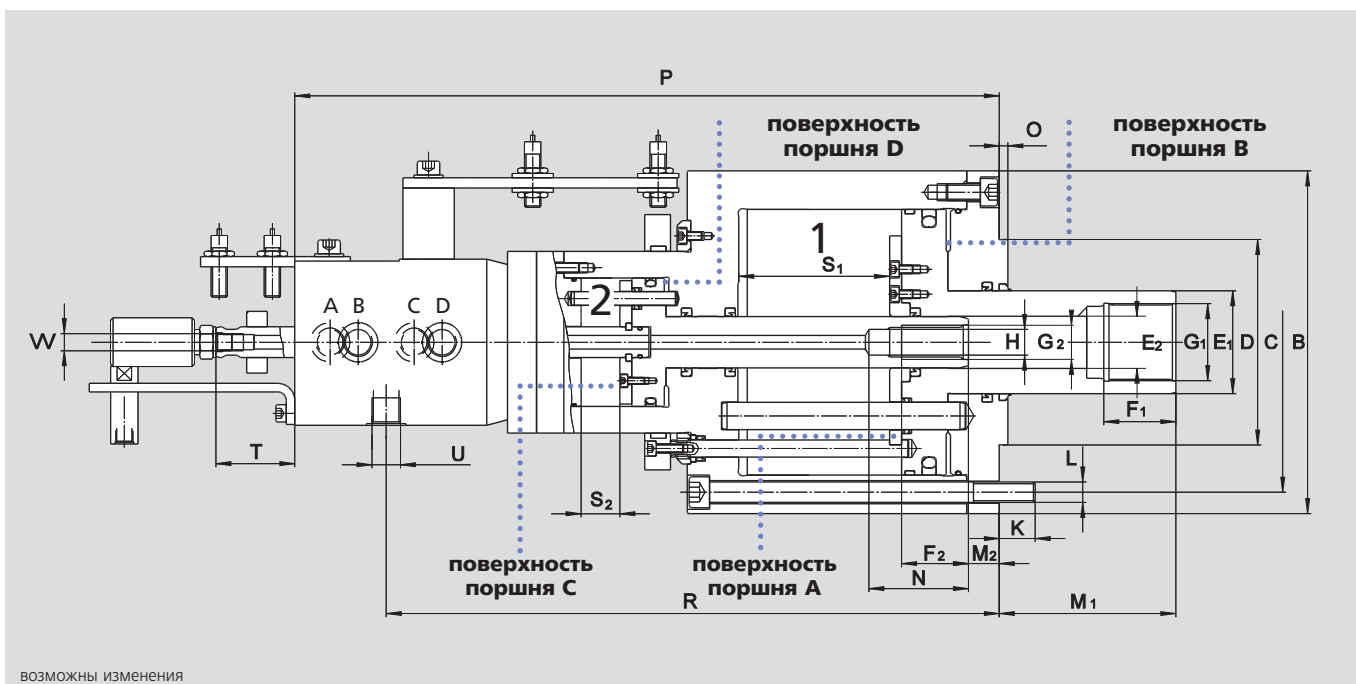 P
поверхность
поршня D
O
поверхность
поршня B
1
S1
2
A B C D
W
H G2 E2 G1 E1 D C B
F1
T
U
L
S2
K
F2 M2
поверхность
поршня C
поверхность
поршня A
N
R
M1
возможны изменения